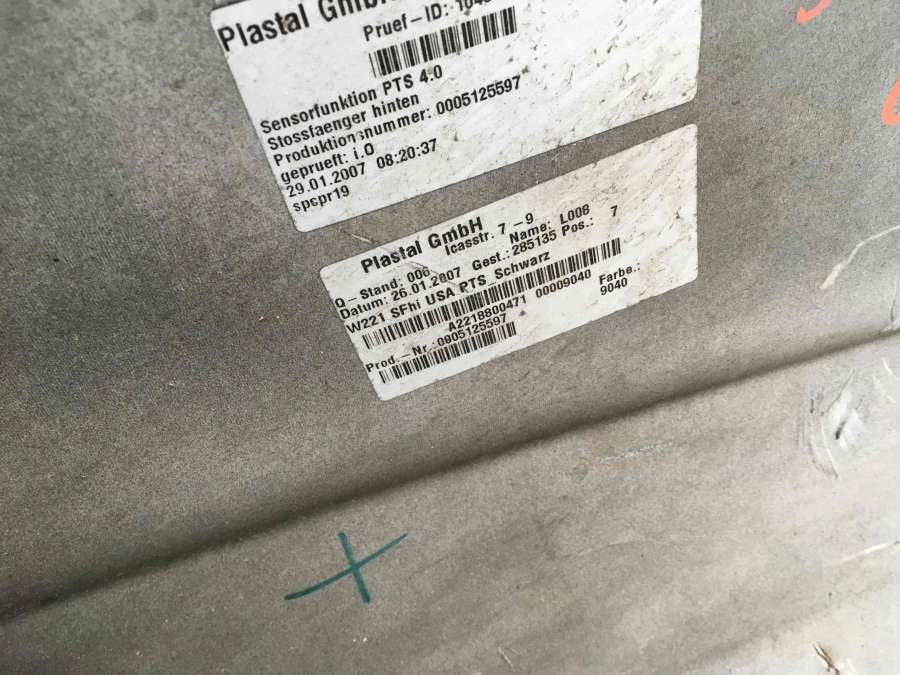 Plastal GmbH
Pruef-ID:
Sensorfunktion PTS 4.0
Stossfaenger hinten
Produktionsnummer: 0005125597
geprueft: i.O
29.01.2007 08:20:37
spcpr19
Plastal GmbH
Icasstr. 7-9
Q-Stand: 006 Name: L006
Datum: 26.01.2007 Gest.: 285135 Pos.: 7
W221 SFhi USA PTS Schwarz
A2218800471 00009040 Farbe.:
9040
Prod.-Nr.:0005125597